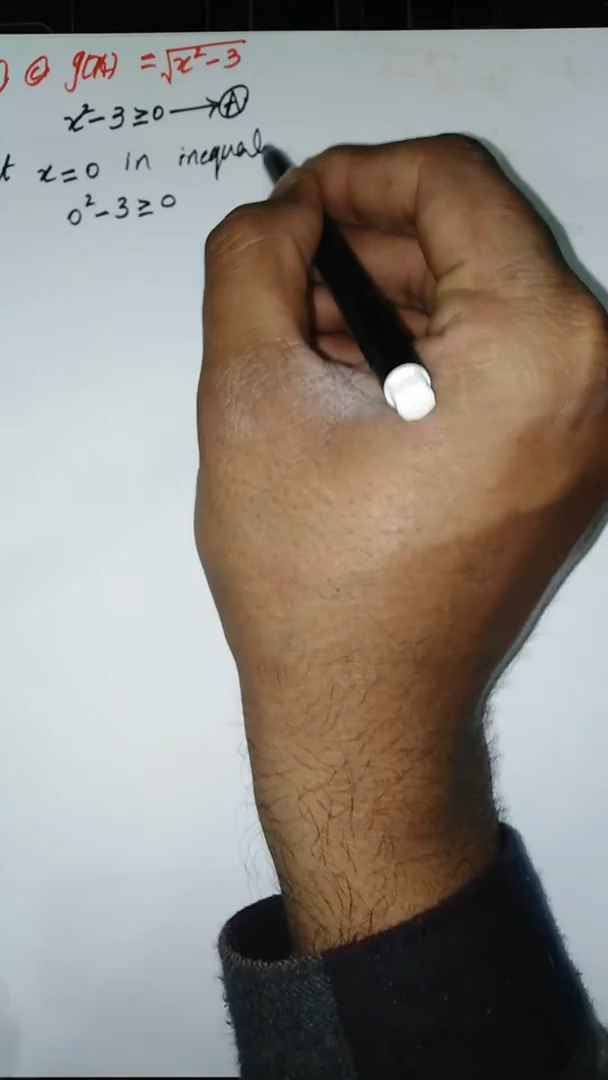 ) ⓒ g(x) = √x²-3
x²-3 ≥ 0 → Ⓐ
t x=0 in inequal
0²-3 ≥ 0